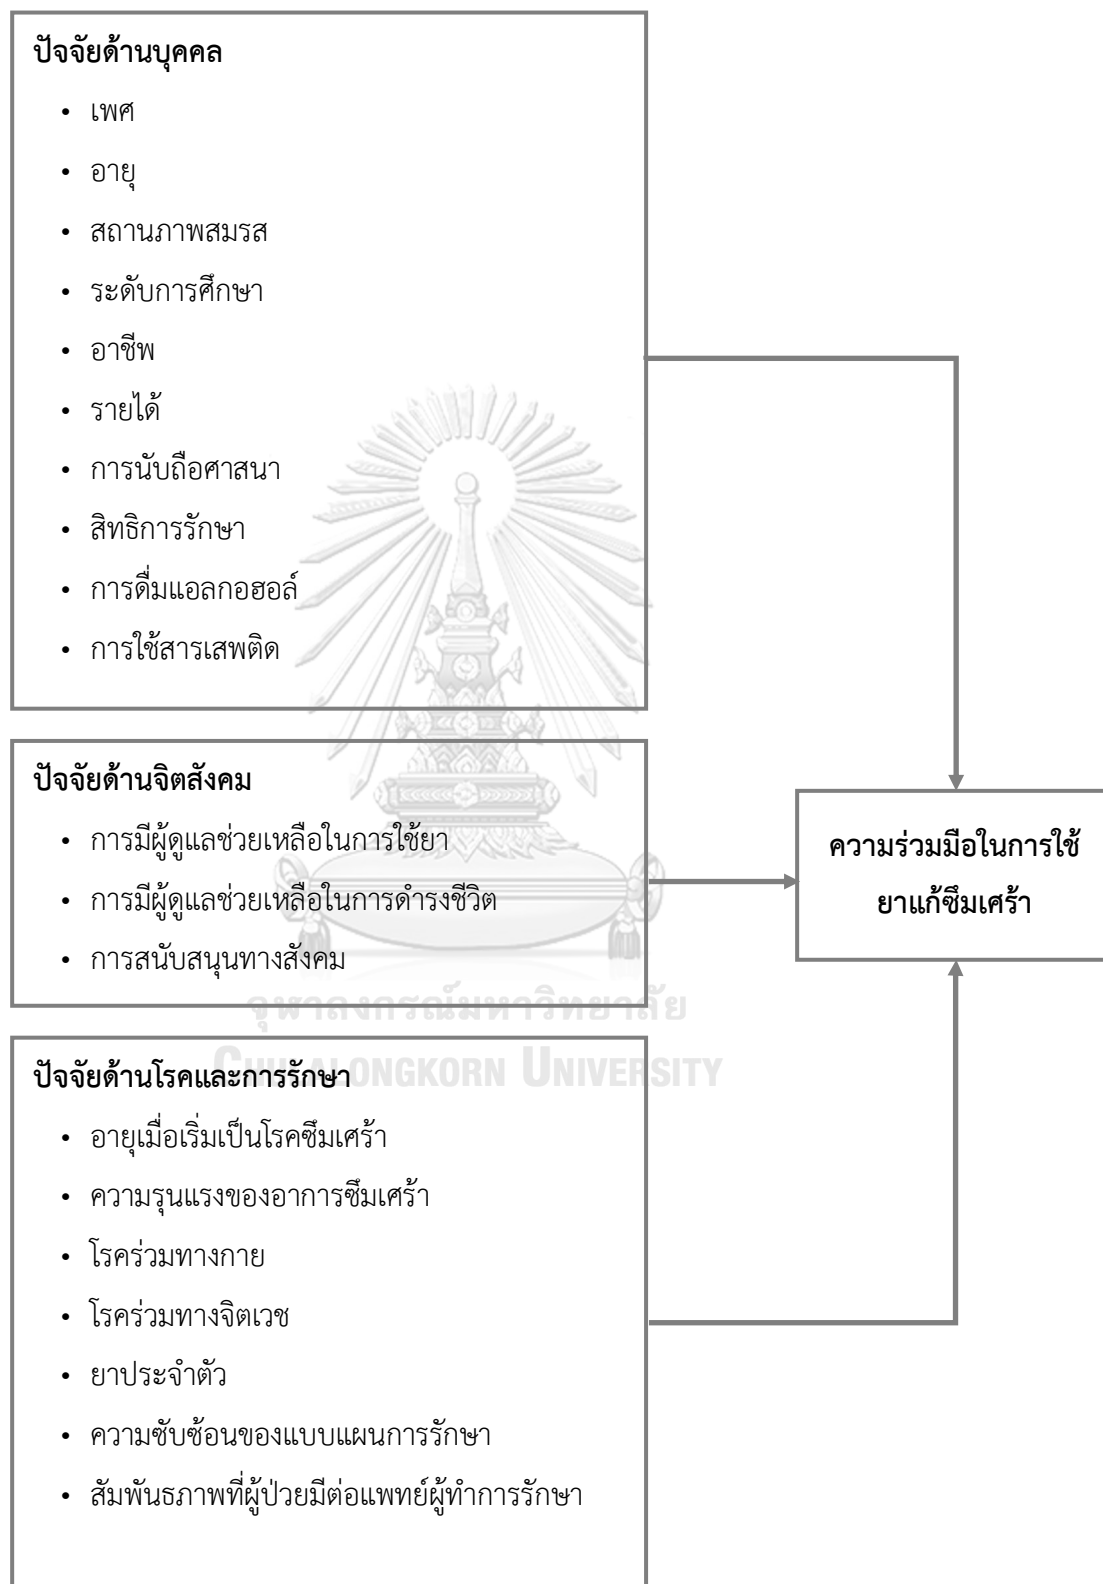 ปัจจัยด้านบุคคล
• เพศ
• อายุ
• สถานภาพสมรส
• ระดับการศึกษา
• อาชีพ
• รายได้
• การนับถือศาสนา
• สิทธิการรักษา
• การดื่มแอลกอฮอล์
• การใช้สารเสพติด
ปัจจัยด้านจิตสังคม
• การมีผู้ดูแลช่วยเหลือในการใช้ยา
• การมีผู้ดูแลช่วยเหลือในการดำรงชีวิต
• การสนับสนุนทางสังคม
ความร่วมมือในการใช้
ยาแก้ซึมเศร้า
จุฬาลงกรณ์มหาวิทยาลัย
CHULALONGKORN UNIVERSITY
ปัจจัยด้านโรคและการรักษา
• อายุเมื่อเริ่มเป็นโรคซึมเศร้า
• ความรุนแรงของอาการซึมเศร้า
• โรคร่วมทางกาย
• โรคร่วมทางจิตเวช
• ยาประจำตัว
• ความซับซ้อนของแบบแผนการรักษา
• สัมพันธภาพที่ผู้ป่วยมีต่อแพทย์ผู้ทำการรักษา